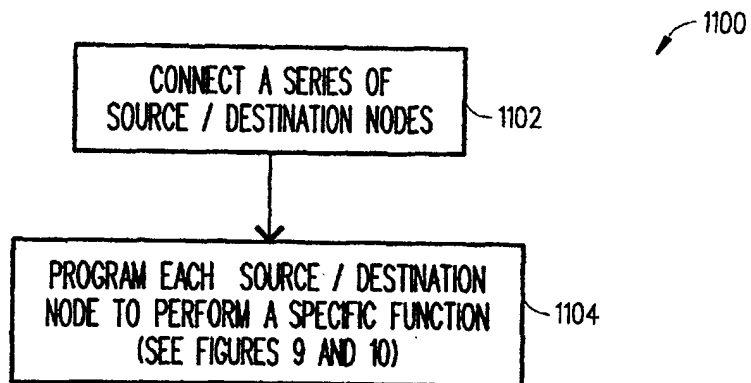 1100
CONNECT A SERIES OF
SOURCE / DESTINATION NODES
1102
PROGRAM EACH SOURCE / DESTINATION
NODE TO PERFORM A SPECIFIC FUNCTION
(SEE FIGURES 9 AND 10)
1104